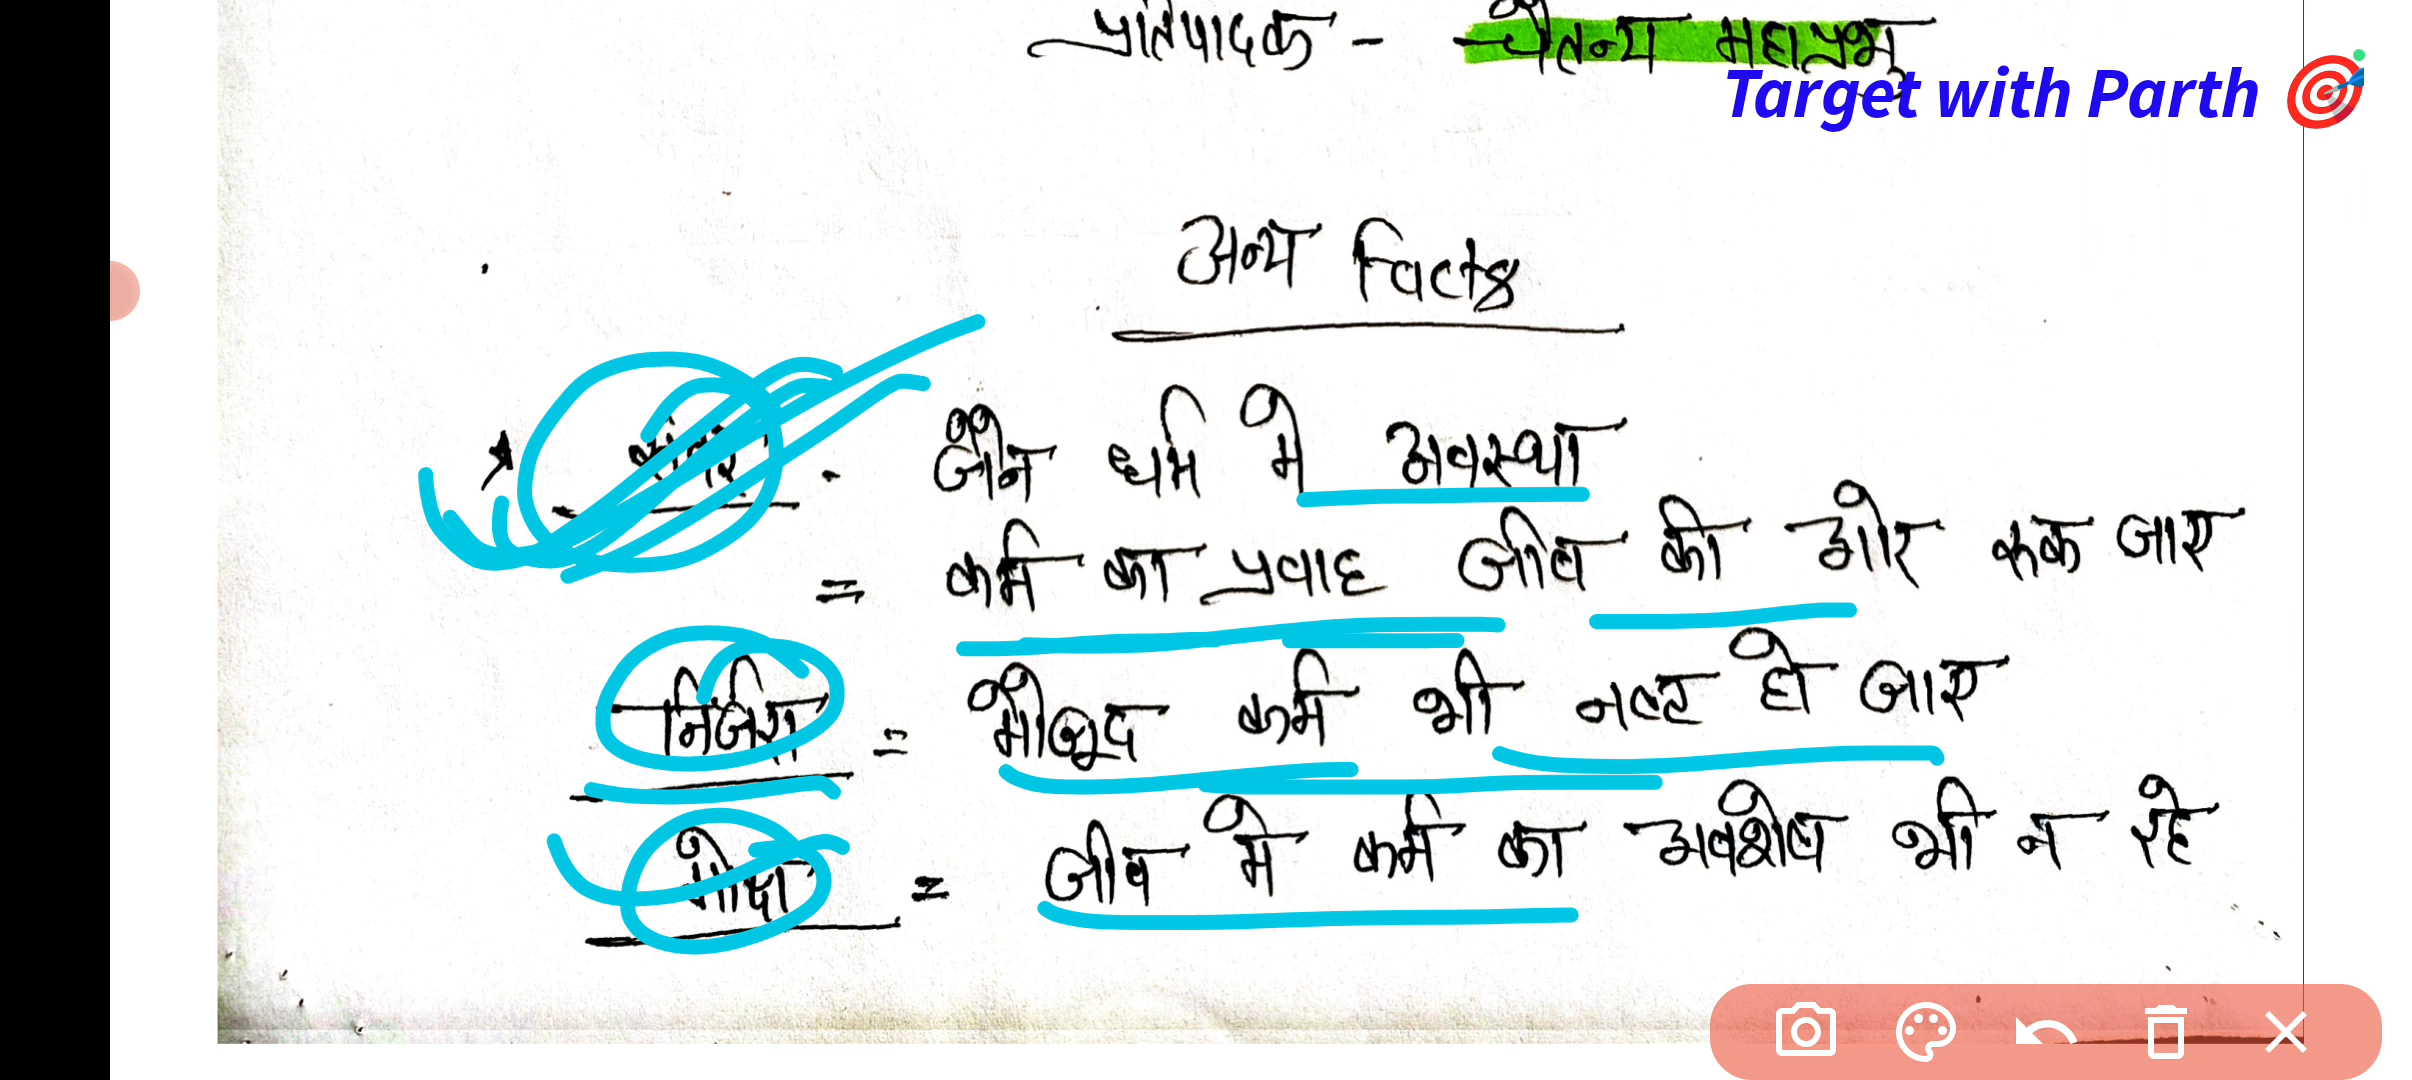 प्रतिपादक - चैतन्य महाप्रभु
Target with Parth
अन्य Facts
संवर - जैन धर्म मे अवस्था
= कर्म का प्रवाह जीव की ओर रूक जाए
निर्जरा = मौजूद कर्म भी नष्ट हो जाए
मोक्ष = जीव मे कर्म का अवशेष भी न रहे